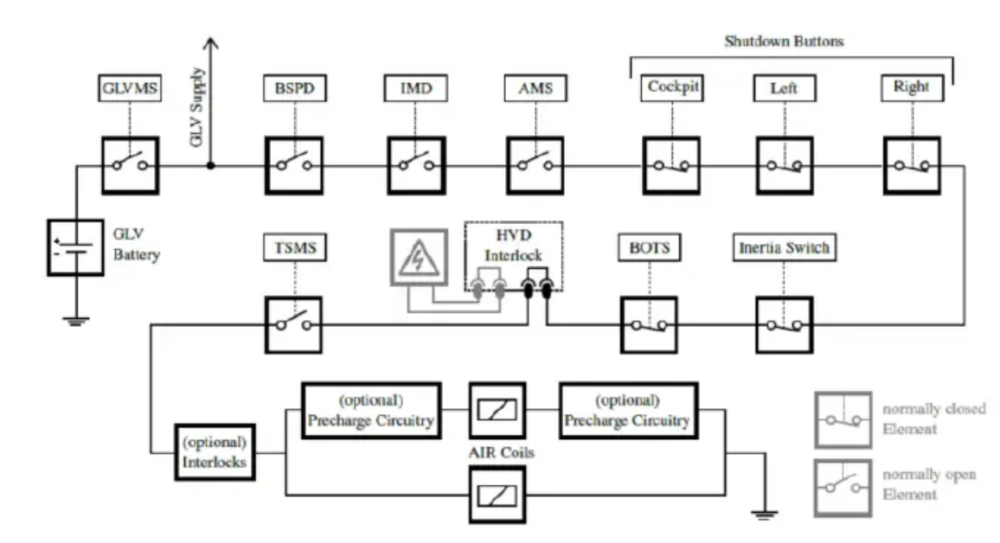 Shutdown Buttons
GLVMS
GLV Supply
BSPD
IMD
AMS
Cockpit
Left
Right
GLV
Battery
TSMS
HVD
Interlock
BOTS
Inertia Switch
+
-
(optional)
Precharge Circuitry
(optional)
Precharge Circuitry
AIR Coils
(optional)
Interlocks
normally closed
Element
normally open
Element